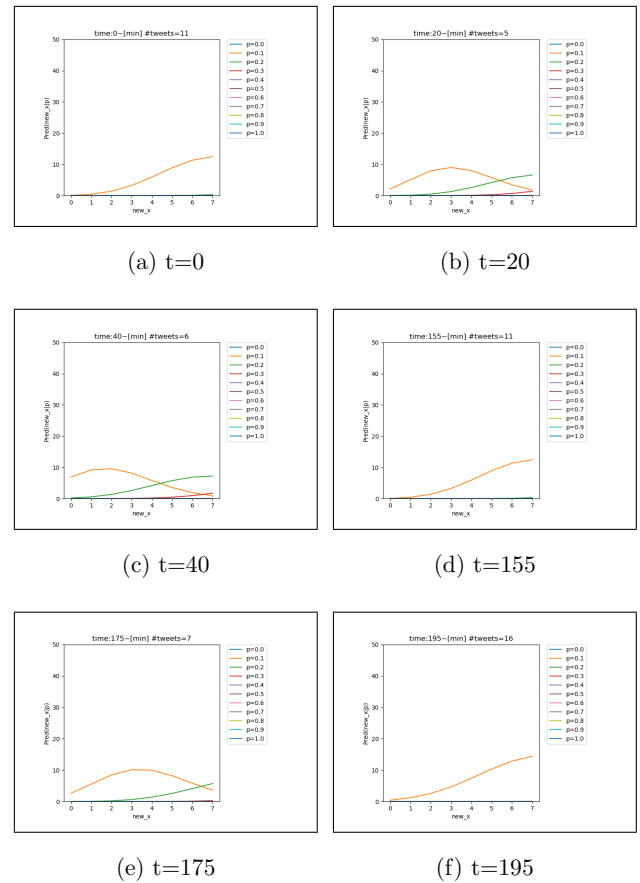 time:0~[min] #tweets=11
Pred(new_x|p)
50
40
30
20
10
0
0 1 2 3 4 5 6 7
new_x
p=0.0
p=0.1
p=0.2
p=0.3
p=0.4
p=0.5
p=0.6
p=0.7
p=0.8
p=0.9
p=1.0
(a) t=0
time:20~[min] #tweets=5
Pred(new_x|p)
50
40
30
20
10
0
0 1 2 3 4 5 6 7
new_x
p=0.0
p=0.1
p=0.2
p=0.3
p=0.4
p=0.5
p=0.6
p=0.7
p=0.8
p=0.9
p=1.0
(b) t=20
time:40~[min] #tweets=6
Pred(new_x|p)
50
40
30
20
10
0
0 1 2 3 4 5 6 7
new_x
p=0.0
p=0.1
p=0.2
p=0.3
p=0.4
p=0.5
p=0.6
p=0.7
p=0.8
p=0.9
p=1.0
(c) t=40
time:155~[min] #tweets=11
Pred(new_x|p)
50
40
30
20
10
0
0 1 2 3 4 5 6 7
new_x
p=0.0
p=0.1
p=0.2
p=0.3
p=0.4
p=0.5
p=0.6
p=0.7
p=0.8
p=0.9
p=1.0
(d) t=155
time:175~[min] #tweets=7
Pred(new_x|p)
50
40
30
20
10
0
0 1 2 3 4 5 6 7
new_x
p=0.0
p=0.1
p=0.2
p=0.3
p=0.4
p=0.5
p=0.6
p=0.7
p=0.8
p=0.9
p=1.0
(e) t=175
time:195~[min] #tweets=16
Pred(new_x|p)
50
40
30
20
10
0
0 1 2 3 4 5 6 7
new_x
p=0.0
p=0.1
p=0.2
p=0.3
p=0.4
p=0.5
p=0.6
p=0.7
p=0.8
p=0.9
p=1.0
(f) t=195